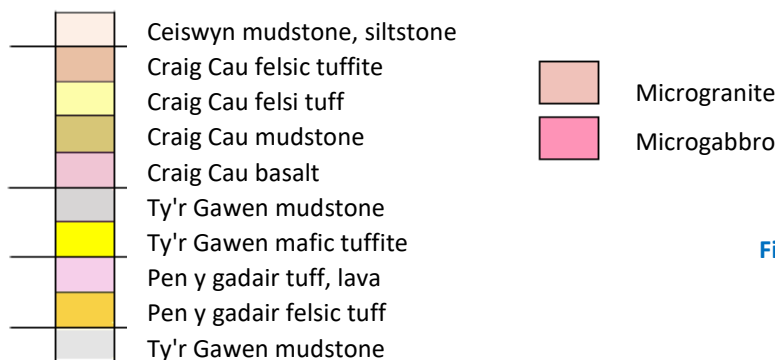 Ceiswyn mudstone, siltstone
Craig Cau felsic tuffite
Craig Cau felsi tuff
Craig Cau mudstone
Craig Cau basalt
Ty'r Gawen mudstone
Ty'r Gawen mafic tuffite
Pen y gadair tuff, lava
Pen y gadair felsic tuff
Ty'r Gawen mudstone
Microgranite
Microgabbro
Fi